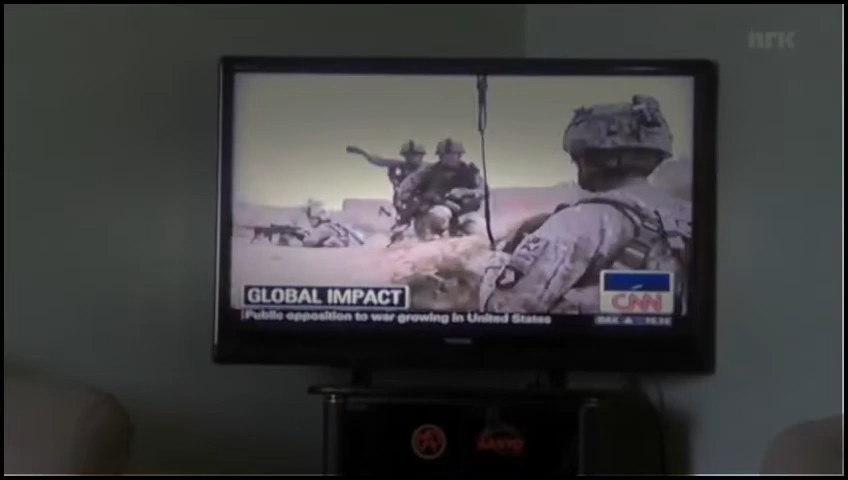 nrk
GLOBAL IMPACT
CNN
Public opposition to war growing in United States